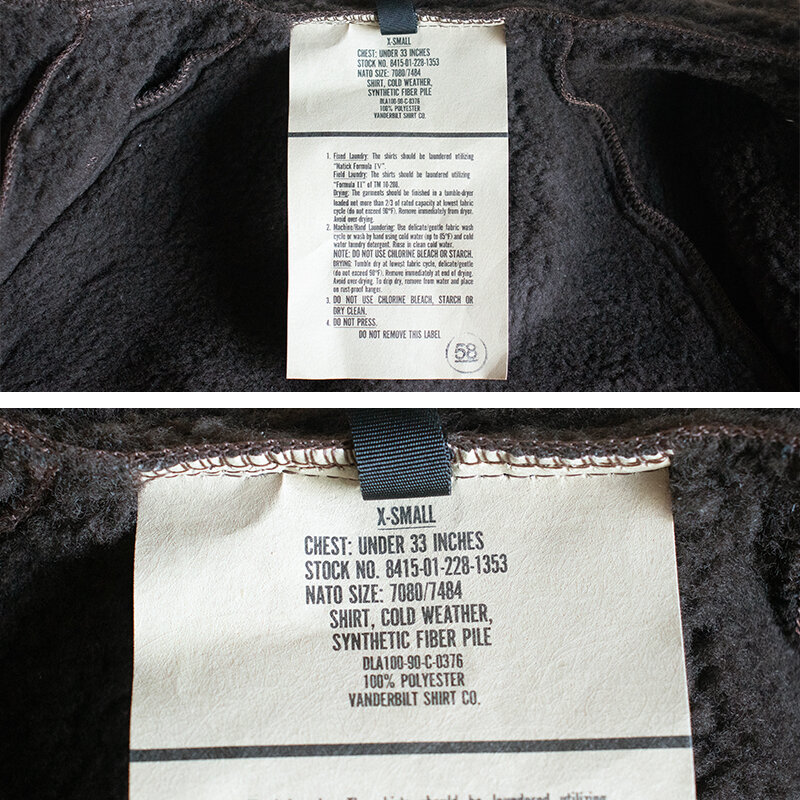 X-SMALL
CHEST: UNDER 33 INCHES
STOCK NO. 8415-01-228-1353
NATO SIZE: 7080/7484
SHIRT, COLD WEATHER,
SYNTHETIC FIBER PILE
DLA100-90-C-0376
100% POLYESTER
VANDERBILT SHIRT CO.
1. Fixed Laundry: The shirts should be laundered utilizing
"Natick Formula IV".
Field Laundry: The shirts should be laundered utilizing
"Formula II" of TM 10-280.
Drying: The garments should be finished in a tumble-dryer
loaded not more than 2/3 of rated capacity at lowest fabric
cycle (do not exceed 90°F). Remove immediately from dryer.
Avoid over-drying.
2. Machine/Hand Laundering: Use delicate/gentle fabric wash
cycle or wash by hand using cold water (up to 85°F) and cold
water laundry detergent. Rinse in clean cold water.
NOTE: DO NOT USE CHLORINE BLEACH OR STARCH.
DRYING: Tumble dry at lowest fabric cycle, delicate/gentle
(do not exceed 90°F). Remove immediately at end of drying.
Avoid over-drying. To drip dry, remove from water and place
on rust-proof hanger.
3. DO NOT USE CHLORINE BLEACH, STARCH OR
DRY CLEAN.
4. DO NOT PRESS.
DO NOT REMOVE THIS LABEL
58
X-SMALL
CHEST: UNDER 33 INCHES
STOCK NO. 8415-01-228-1353
NATO SIZE: 7080/7484
SHIRT, COLD WEATHER,
SYNTHETIC FIBER PILE
DLA100-90-C-0376
100% POLYESTER
VANDERBILT SHIRT CO.
The shirts should be laundered utilizing